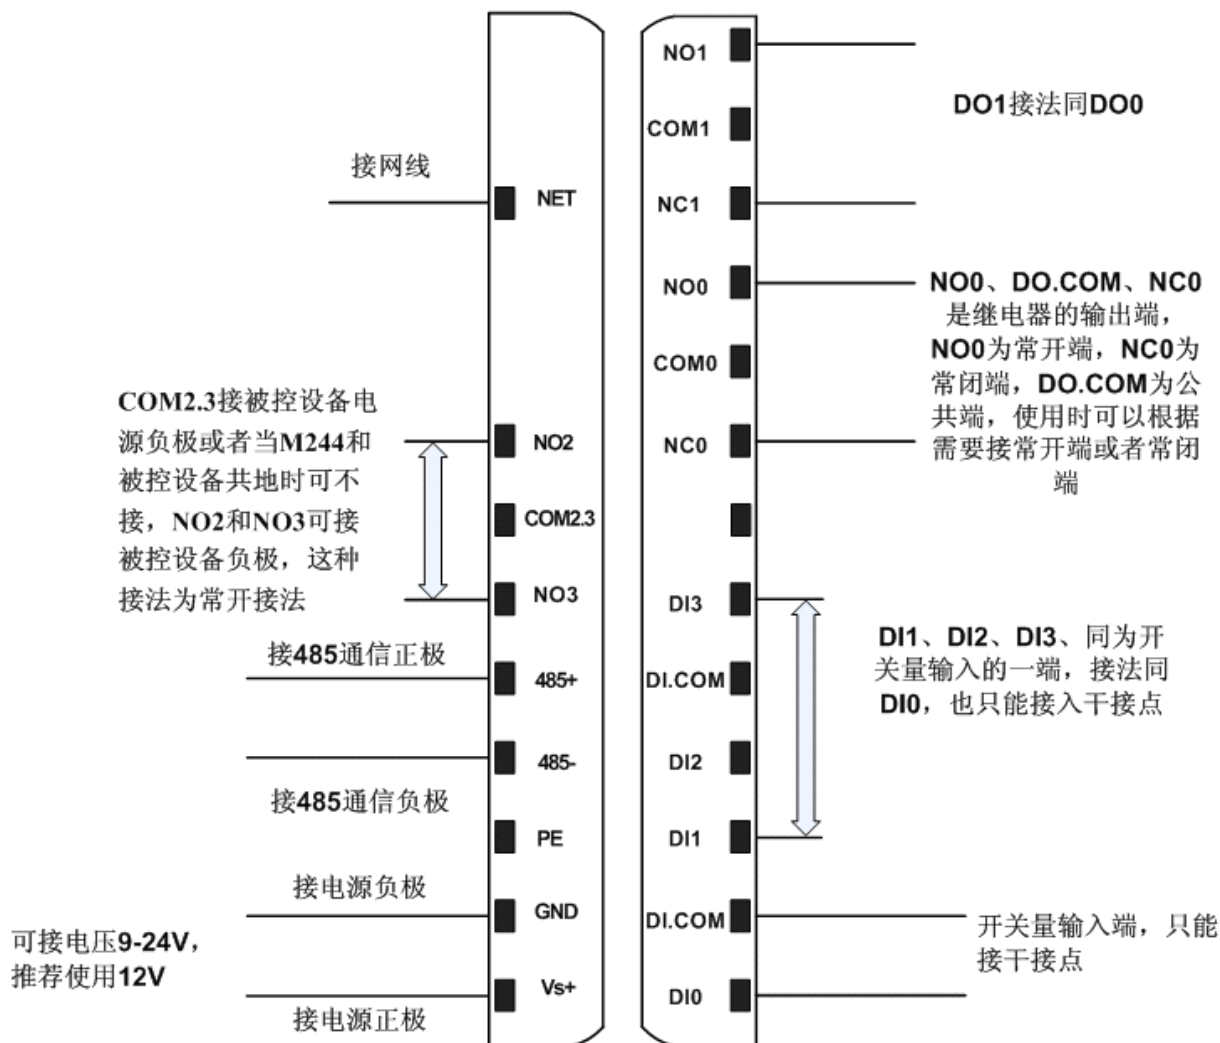 接网线
NET
COM2.3接被控设备电
源负极或者当M244和
被控设备共地时可不
接，NO2和NO3可接
被控设备负极，这种
接法为常开接法
NO2
COM2.3
NO3
接485通信正极
485+
485-
接485通信负极
PE
接电源负极
GND
可接电压9-24V，
推荐使用12V
Vs+
接电源正极
NO1
DO1接法同DO0
COM1
NC1
NO0
NO0、DO.COM、NC0
是继电器的输出端，
NO0为常开端，NC0为
常闭端，DO.COM为公
共端，使用时可以根据
需要接常开端或者常闭
端
COM0
NC0
DI3
DI1、DI2、DI3、同为开
关量输入的一端，接法同
DI0，也只能接入干接点
DI.COM
DI2
DI1
DI.COM
开关量输入端，只能
接干接点
DI0